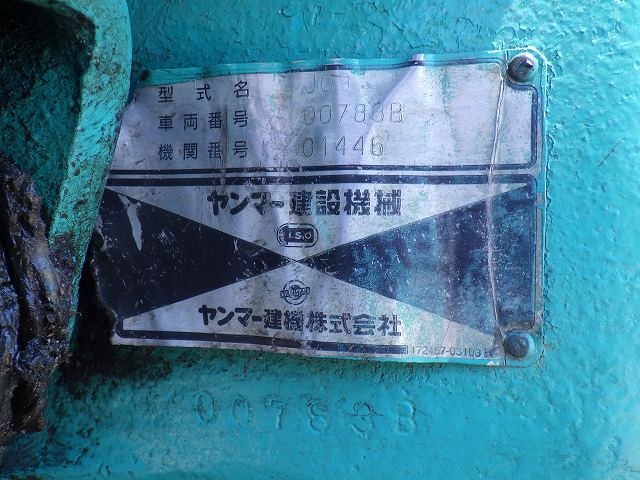 型式名
車両番号 00783B
機関番号 01446
ヤンマー建設機械
ヤンマー建機株式会社
00783B